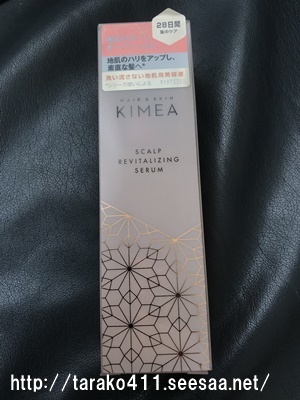 28日間
集中ケア
地肌のハリをアップし、
素直な髪へ*
洗い流さない地肌用美容液
HAIR & SKIN
KIMEA
SCALP
REVITALIZING
SERUM
http://tarako411.seesaa.net/